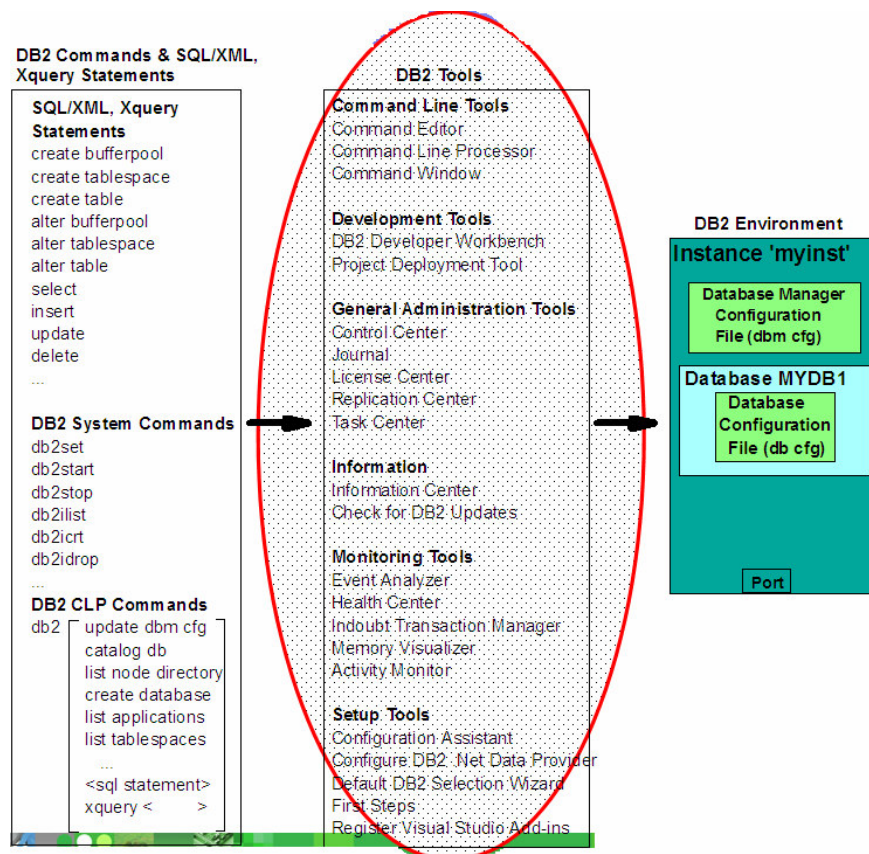 DB2 Commands & SQL/XML,
Xquery Statements
SQL/XML, Xquery
Statements
create bufferpool
create tablespace
create table
alter bufferpool
alter tablespace
alter table
select
insert
update
delete
...
DB2 System Commands
db2set
db2start
db2stop
db2ilist
db2icrt
db2idrop
...
DB2 CLP Commands
db2
update dbm cfg
catalog db
list node directory
create database
list applications
list tablespaces
...
<sql statement>
xquery < >
DB2 Tools
Command Line Tools
Command Editor
Command Line Processor
Command Window
Development Tools
DB2 Developer Workbench
Project Deployment Tool
General Administration Tools
Control Center
Journal
License Center
Replication Center
Task Center
Information
Information Center
Check for DB2 Updates
Monitoring Tools
Event Analyzer
Health Center
Indoubt Transaction Manager
Memory Visualizer
Activity Monitor
Setup Tools
Configuration Assistant
Configure DB2 .Net Data Provider
Default DB2 Selection Wizard
First Steps
Register Visual Studio Add-ins
DB2 Environment
Instance 'myinst'
Database Manager
Configuration
File (dbm cfg)
Database MYDB1
Database
Configuration
File (db cfg)
Port